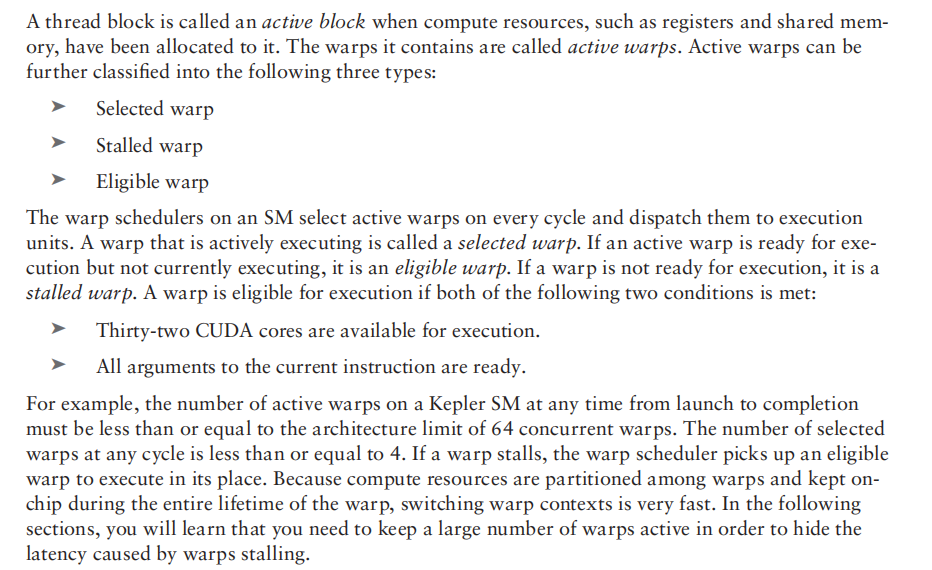 A thread block is called an active block when compute resources, such as registers and shared mem-
ory, have been allocated to it. The warps it contains are called active warps. Active warps can be
further classified into the following three types:
➤ Selected warp
➤ Stalled warp
➤ Eligible warp
The warp schedulers on an SM select active warps on every cycle and dispatch them to execution
units. A warp that is actively executing is called a selected warp. If an active warp is ready for exe-
cution but not currently executing, it is an eligible warp. If a warp is not ready for execution, it is a
stalled warp. A warp is eligible for execution if both of the following two conditions is met:
➤ Thirty-two CUDA cores are available for execution.
➤ All arguments to the current instruction are ready.
For example, the number of active warps on a Kepler SM at any time from launch to completion
must be less than or equal to the architecture limit of 64 concurrent warps. The number of selected
warps at any cycle is less than or equal to 4. If a warp stalls, the warp scheduler picks up an eligible
warp to execute in its place. Because compute resources are partitioned among warps and kept on-
chip during the entire lifetime of the warp, switching warp contexts is very fast. In the following
sections, you will learn that you need to keep a large number of warps active in order to hide the
latency caused by warps stalling.